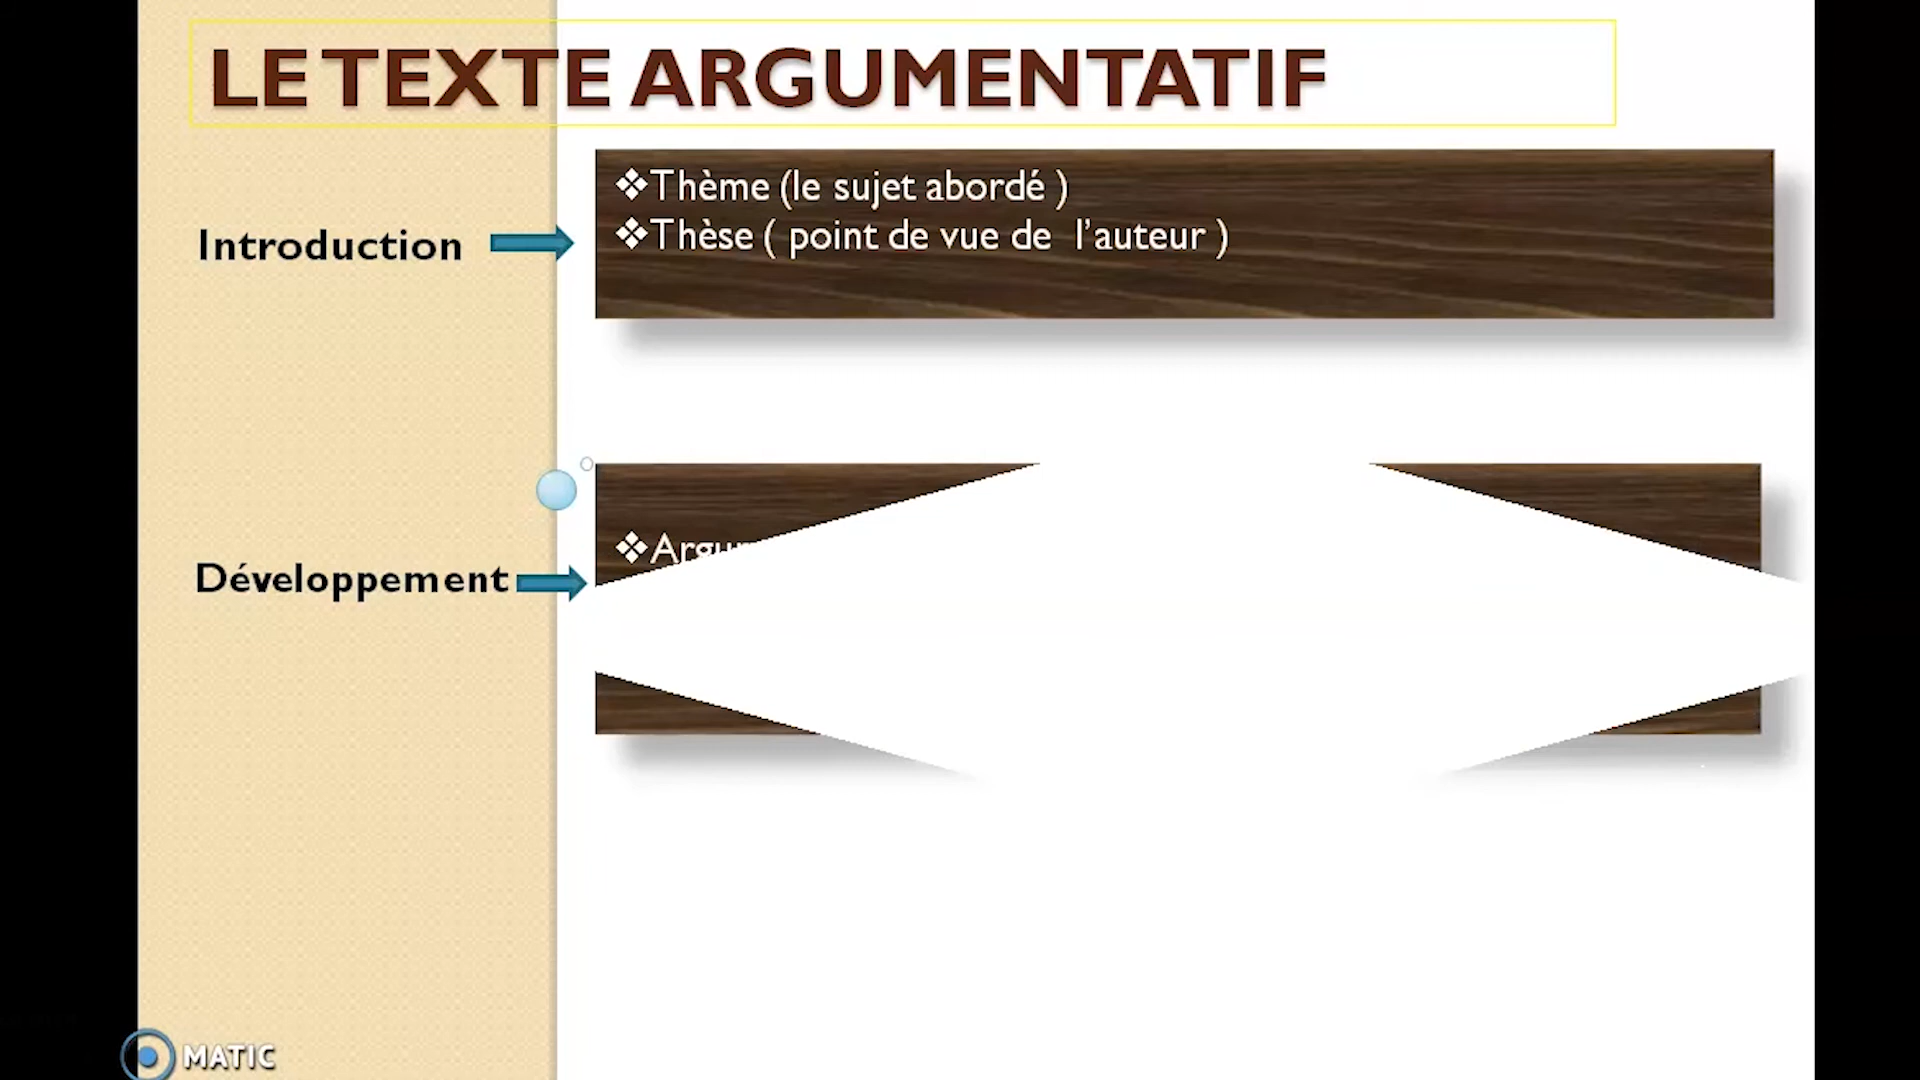 LE TEXTE ARGUMENTATIF
❖Thème (le sujet abordé )
❖Thèse ( point de vue de l’auteur )
Introduction
Développement
MATIC